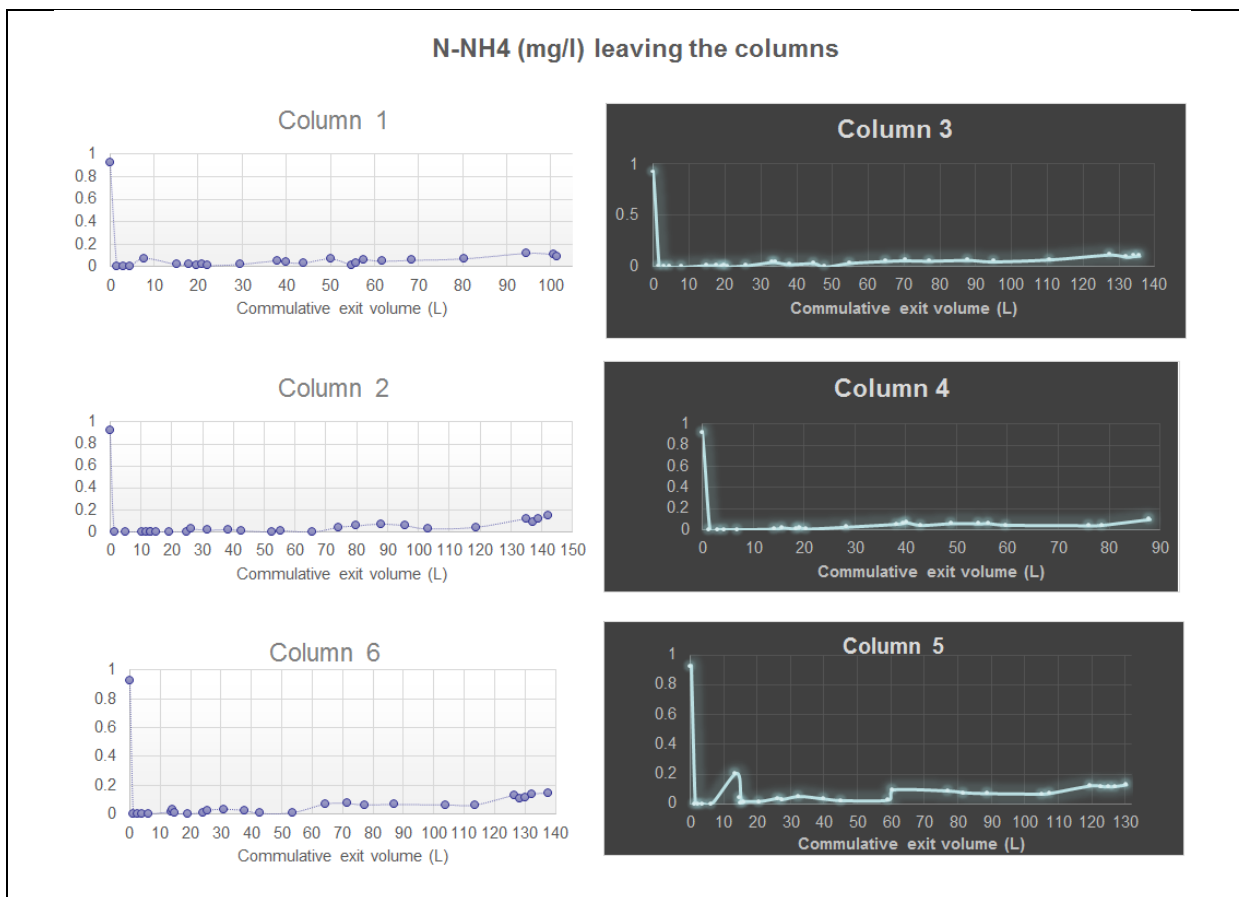 N-NH4 (mg/l) leaving the columns
Column 1
1
0.8
0.6
0.4
0.2
0
0 10 20 30 40 50 60 70 80 90 100
Commulative exit volume (L)
Column 3
1
0.5
0
0 10 20 30 40 50 60 70 80 90 100 110 120 130 140
Commulative exit volume (L)
Column 2
1
0.8
0.6
0.4
0.2
0
0 10 20 30 40 50 60 70 80 90 100 110 120 130 140 150
Commulative exit volume (L)
Column 4
1
0.8
0.6
0.4
0.2
0
0 10 20 30 40 50 60 70 80 90
Commulative exit volume (L)
Column 6
1
0.8
0.6
0.4
0.2
0
0 10 20 30 40 50 60 70 80 90 100 110 120 130 140
Commulative exit volume (L)
Column 5
1
0.8
0.6
0.4
0.2
0
0 10 20 30 40 50 60 70 80 90 100 110 120 130
Commulative exit volume (L)